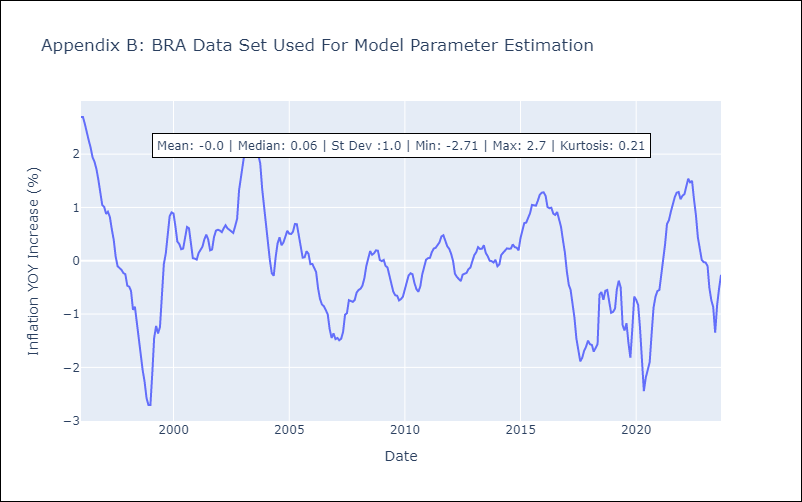 Appendix B: BRA Data Set Used For Model Parameter Estimation
Mean: -0.0 | Median: 0.06 | St Dev :1.0 | Min: -2.71 | Max: 2.7 | Kurtosis: 0.21
Inflation YOY Increase (%)
2
1
0
−1
−2
−3
2000 2005 2010 2015 2020
Date